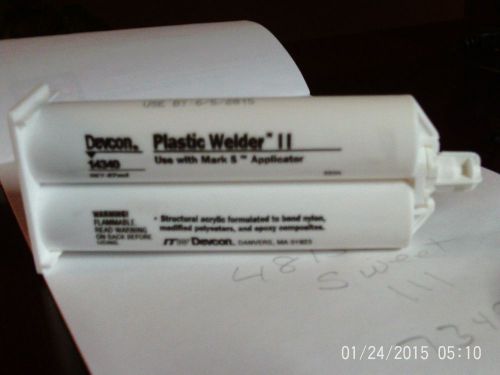 USE BY 6/5/2015
Devcon. Plastic Welder™ II
14340 Use with Mark 5™ Applicator
WARNING!
FLAMMABLE.
READ WARNING
ON BACK BEFORE
USING.
• Structural acrylic formulated to bond nylon,
modified polyesters, and epoxy composites.
ITW Devcon, DANVERS, MA 01923
Sweet
01/24/2015 05:10